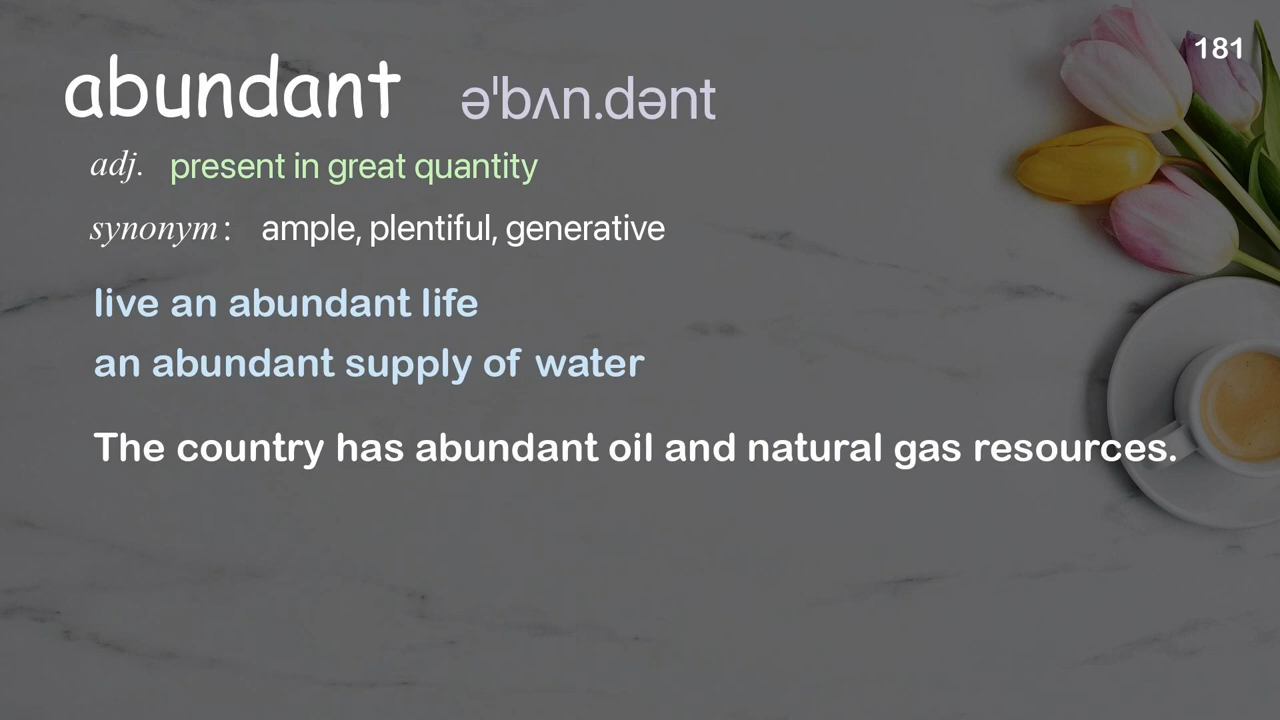 181
abundant əˈbʌn.dənt
adj. present in great quantity
synonym: ample, plentiful, generative
live an abundant life
an abundant supply of water
The country has abundant oil and natural gas resources.